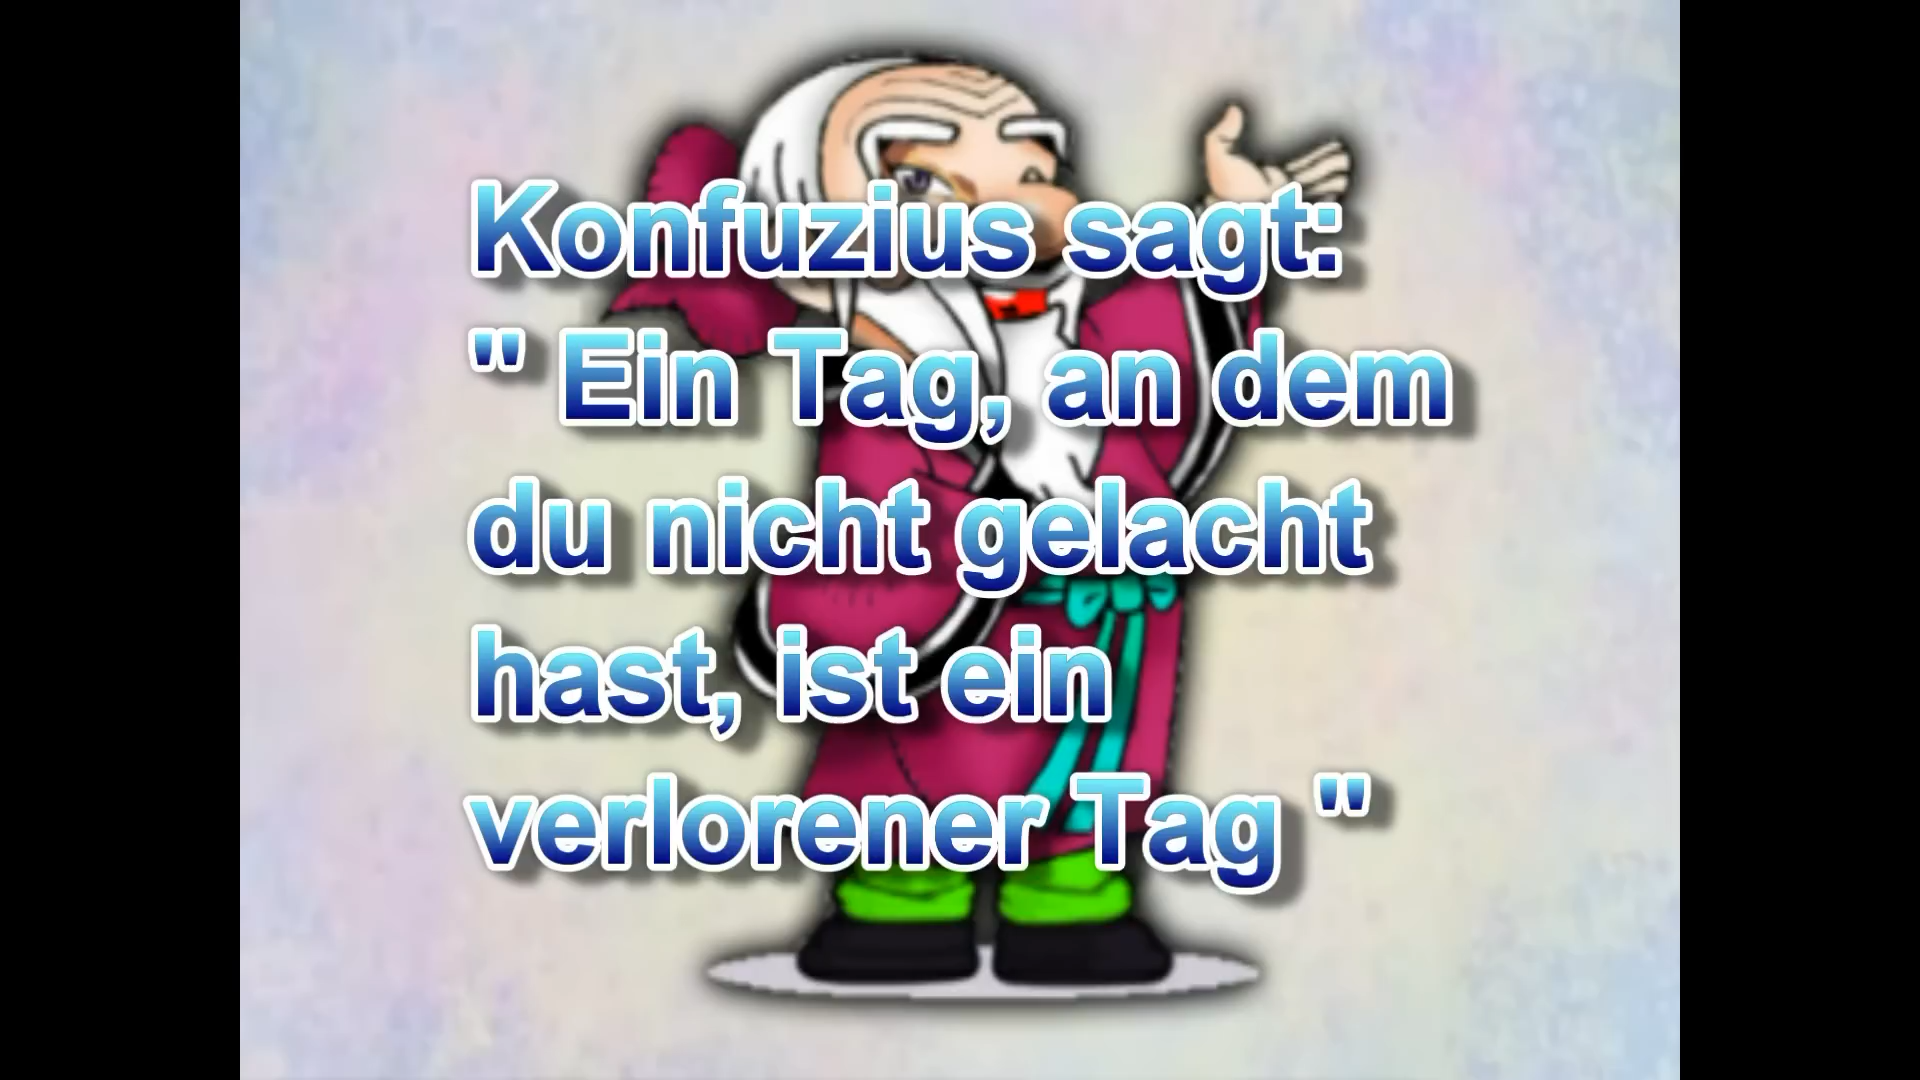 Konfuzius sagt:
" Ein Tag, an dem
du nicht gelacht
hast, ist ein
verlorener Tag "